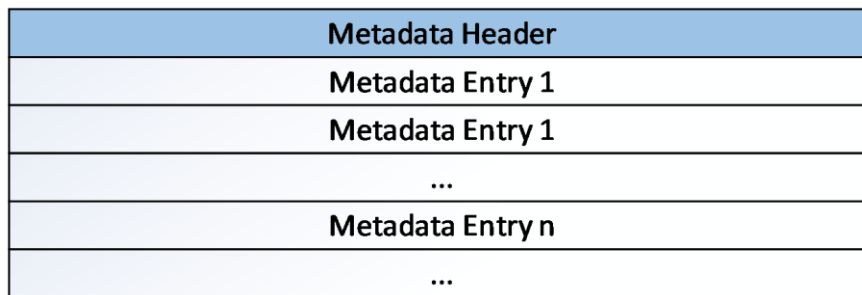 Metadata Header
Metadata Entry 1
Metadata Entry 1
...
Metadata Entry n
...